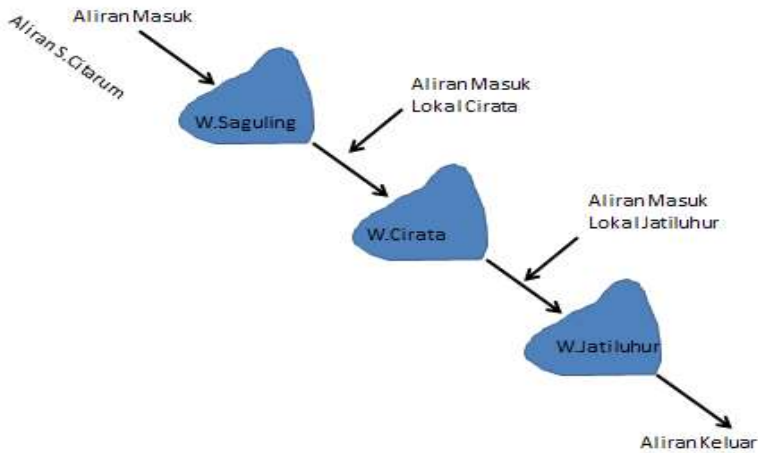 Aliran Masuk
Aliran S.Citarum
W.Saguling
Aliran Masuk
Lokal Cirata
W.Cirata
Aliran Masuk
Lokal Jatiluhur
W.Jatiluhur
Aliran Keluar